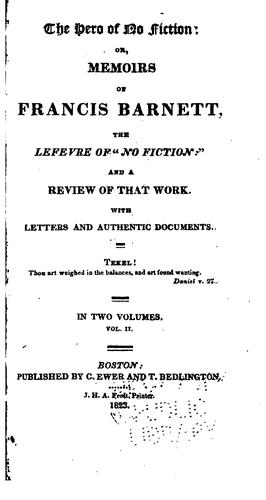 The Hero of No Fiction:
OR,
MEMOIRS
OF
FRANCIS BARNETT,
THE
LEFEVRE OF "NO FICTION:"
AND A
REVIEW OF THAT WORK.
WITH
LETTERS AND AUTHENTIC DOCUMENTS.
TEKEL!
Thou art weighed in the balances, and art found wanting.
Daniel v. 27.
IN TWO VOLUMES.
VOL. II.
BOSTON:
PUBLISHED BY C. EWER AND T. BEDLINGTON,
J. H. A. Frost, Printer.
1823.